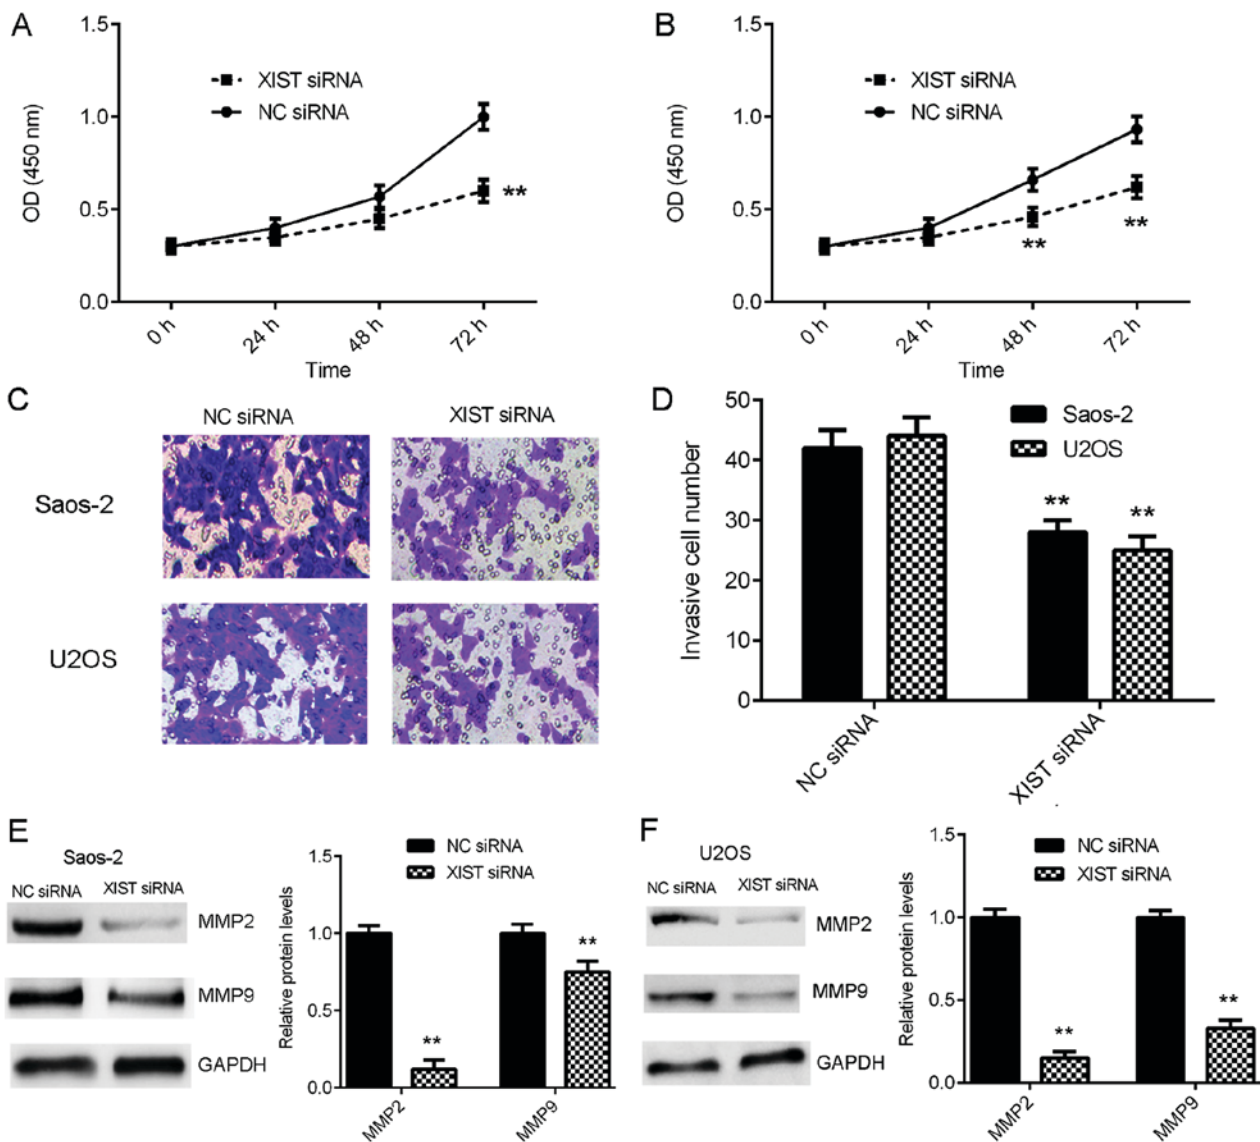 A
1.5
1.0
0.5
0.0
OD (450 nm)
XIST siRNA
NC siRNA
**
0 h
24 h
48 h
72 h
Time
B
1.5
1.0
0.5
0.0
OD (450 nm)
XIST siRNA
NC siRNA
**
**
0 h
24 h
48 h
72 h
Time
C
NC siRNA
XIST siRNA
Saos-2
U2OS
D
50
40
30
20
10
0
Invasive cell number
Saos-2
U2OS
**
**
NC siRNA
XIST siRNA
E
Saos-2
NC siRNA
XIST siRNA
MMP2
MMP9
GAPDH
1.5
1.0
0.5
0.0
Relative protein levels
NC siRNA
XIST siRNA
**
**
MMP2
MMP9
F
U2OS
NC siRNA
XIST siRNA
MMP2
MMP9
GAPDH
1.5
1.0
0.5
0.0
Relative protein levels
NC siRNA
XIST siRNA
**
**
MMP2
MMP9